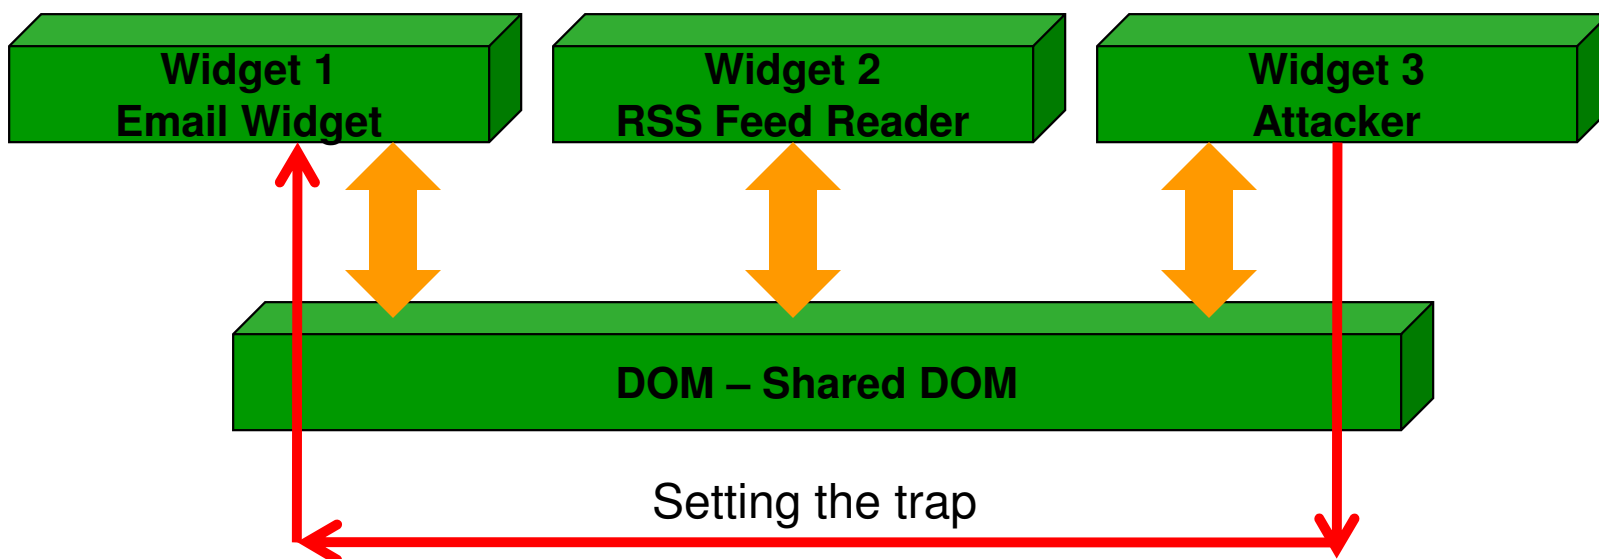 Widget 1
Email Widget
Widget 2
RSS Feed Reader
Widget 3
Attacker
DOM – Shared DOM
Setting the trap